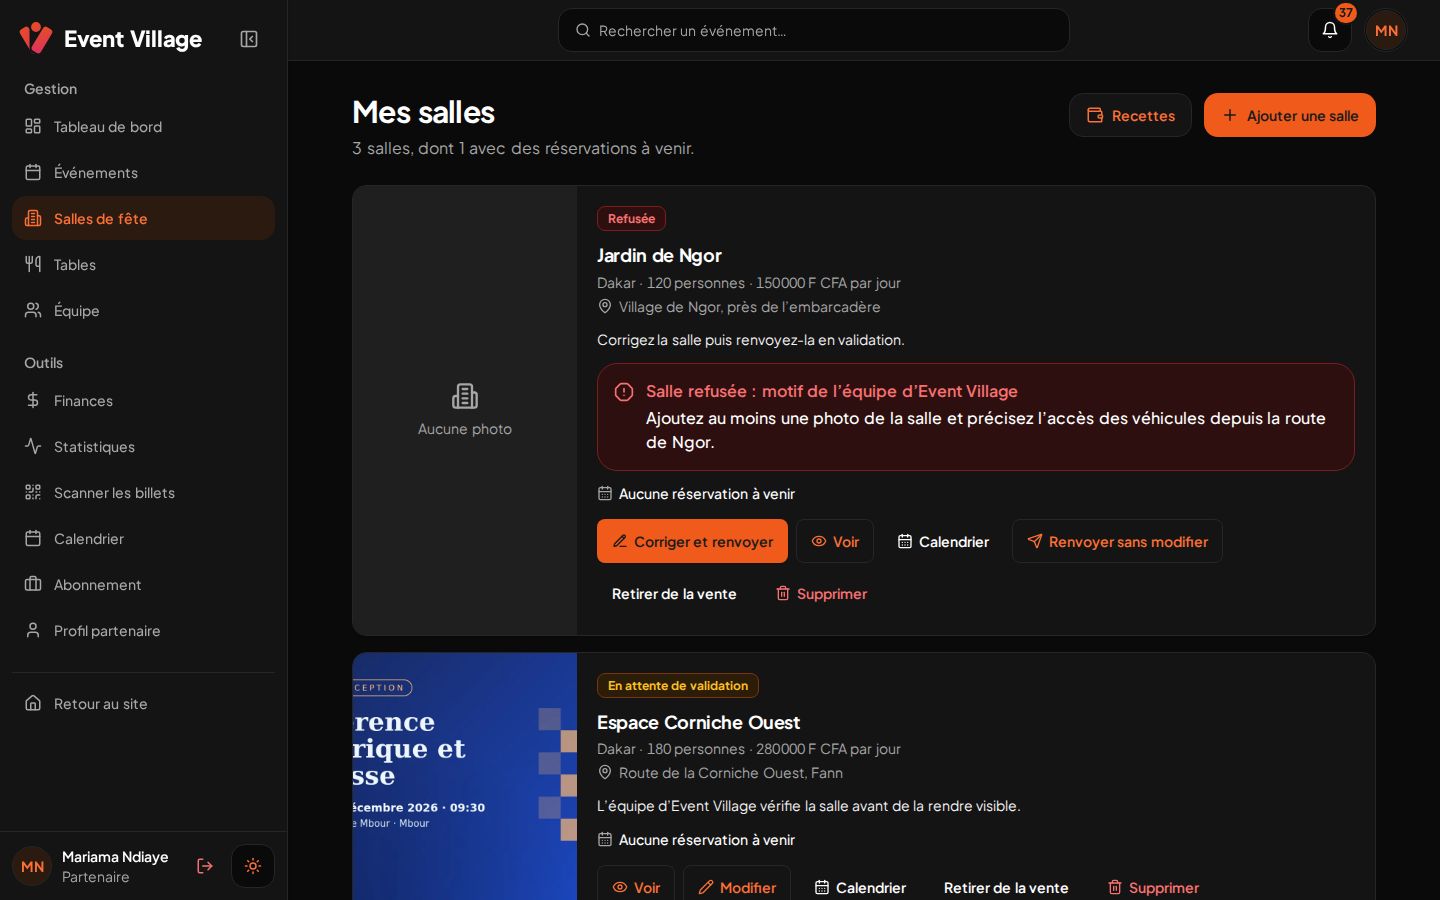 Event Village
Rechercher un événement...
37
MN
Gestion
Tableau de bord
Événements
Salles de fête
Tables
Équipe
Outils
Finances
Statistiques
Scanner les billets
Calendrier
Abonnement
Profil partenaire
Retour au site
MN
Mariama Ndiaye
Partenaire
Mes salles
3 salles, dont 1 avec des réservations à venir.
Recettes
Ajouter une salle
Aucune photo
Refusée
Jardin de Ngor
Dakar · 120 personnes · 150000 F CFA par jour
Village de Ngor, près de l’embarcadère
Corrigez la salle puis renvoyez-la en validation.
Salle refusée : motif de l’équipe d’Event Village
Ajoutez au moins une photo de la salle et précisez l’accès des véhicules depuis la route
de Ngor.
Aucune réservation à venir
Corriger et renvoyer
Voir
Calendrier
Renvoyer sans modifier
Retirer de la vente
Supprimer
CEPTION
rence
rique et
sse
écembre 2026 · 09:30
e Mbour · Mbour
En attente de validation
Espace Corniche Ouest
Dakar · 180 personnes · 280000 F CFA par jour
Route de la Corniche Ouest, Fann
L’équipe d’Event Village vérifie la salle avant de la rendre visible.
Aucune réservation à venir
Voir
Modifier
Calendrier
Retirer de la vente
Supprimer